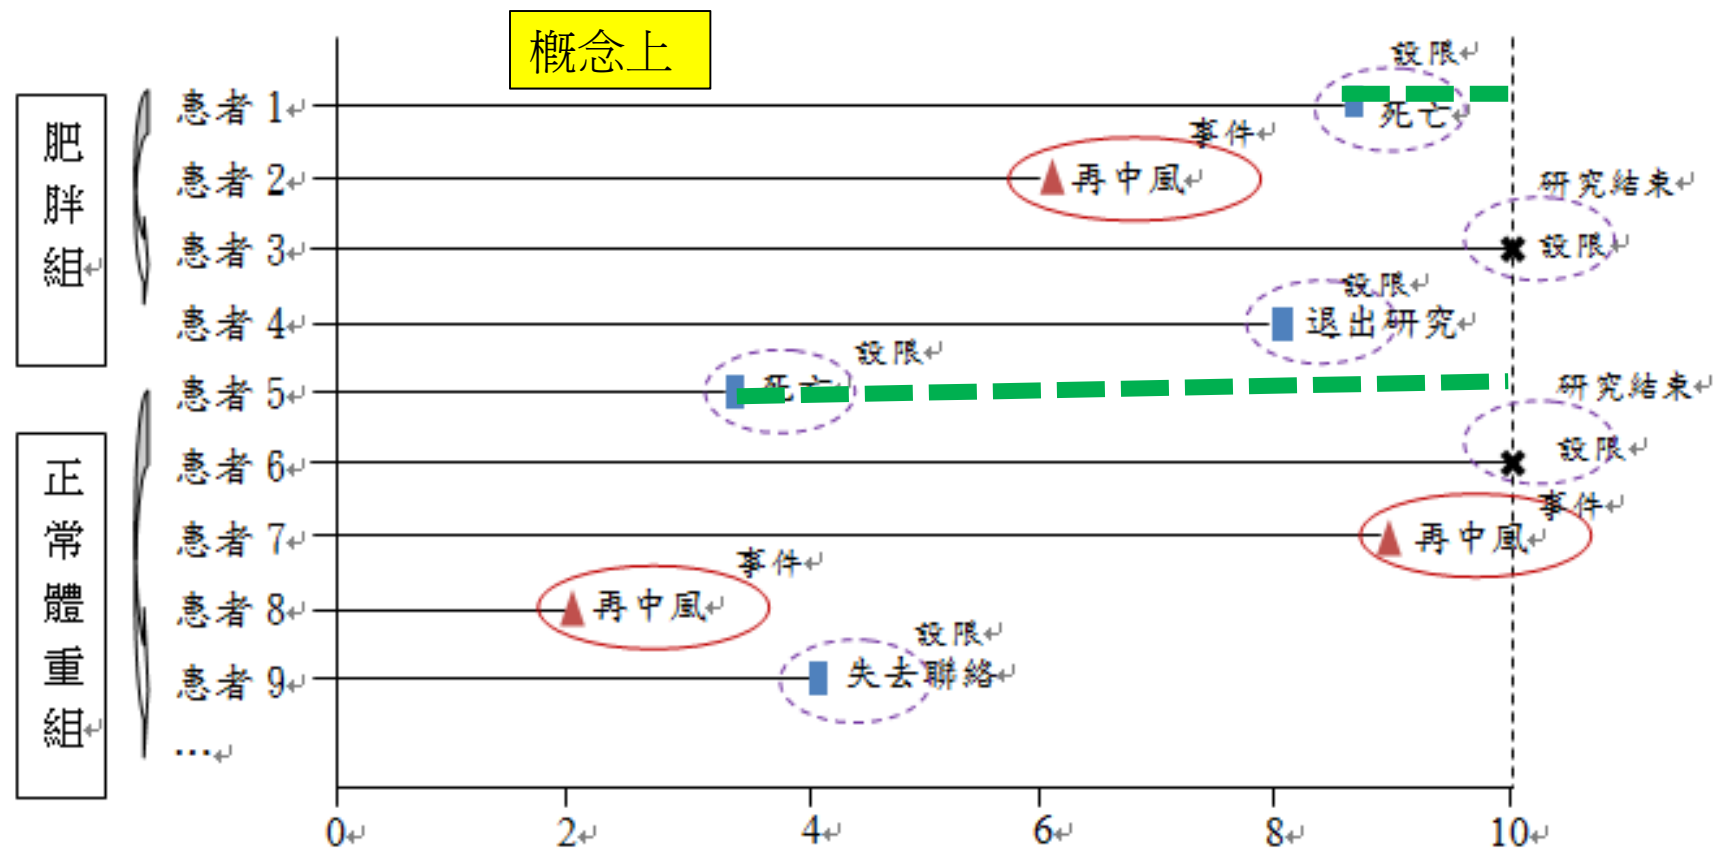 概念上
肥胖組
正常體重組
設限
患者 1
死亡
事件
患者 2
再中風
研究結束
患者 3
設限
設限
患者 4
退出研究
設限
患者 5
死亡
研究結束
患者 6
設限
事件
患者 7
再中風
事件
患者 8
再中風
設限
患者 9
失去聯絡
…
0 2 4 6 8 10